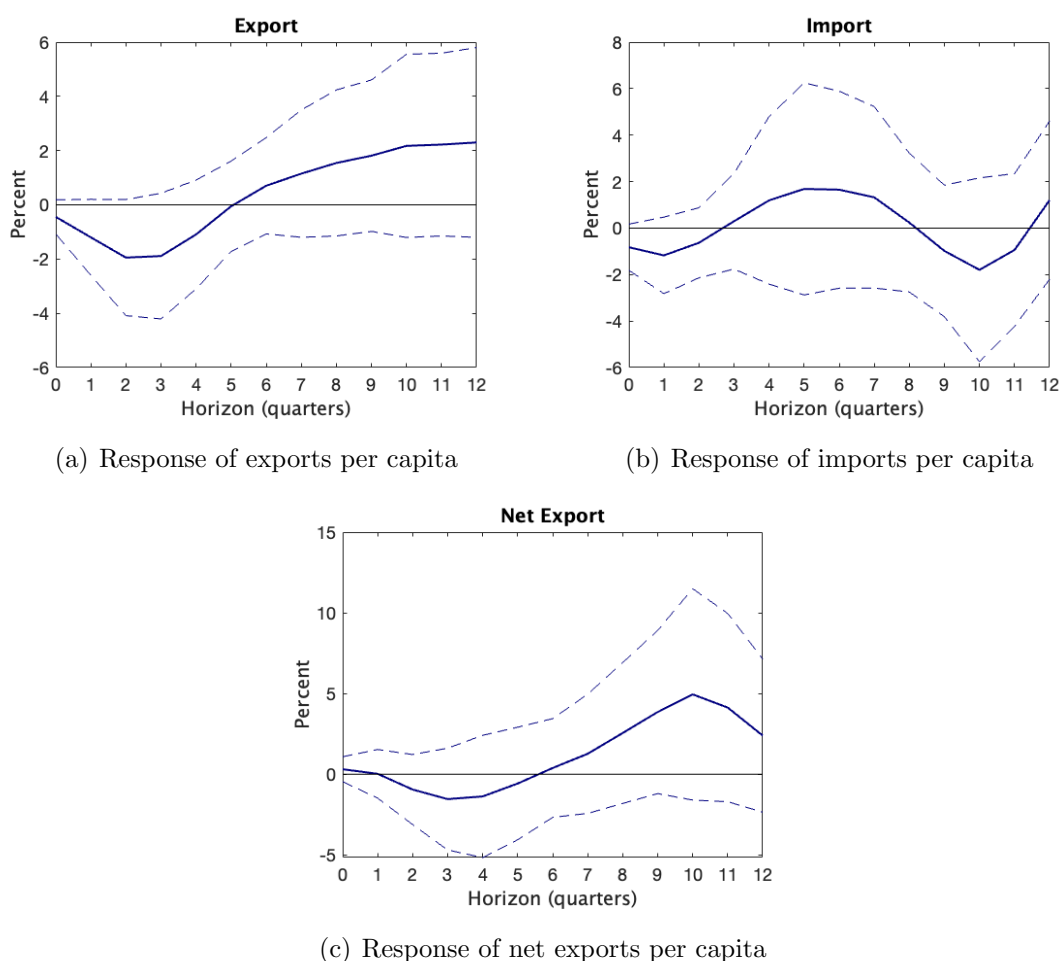 Export
6
4
2
0
-2
-4
-6
Percent
0 1 2 3 4 5 6 7 8 9 10 11 12
Horizon (quarters)
(a) Response of exports per capita
Import
8
6
4
2
0
-2
-4
-6
Percent
0 1 2 3 4 5 6 7 8 9 10 11 12
Horizon (quarters)
(b) Response of imports per capita
Net Export
15
10
5
0
-5
Percent
0 1 2 3 4 5 6 7 8 9 10 11 12
Horizon (quarters)
(c) Response of net exports per capita